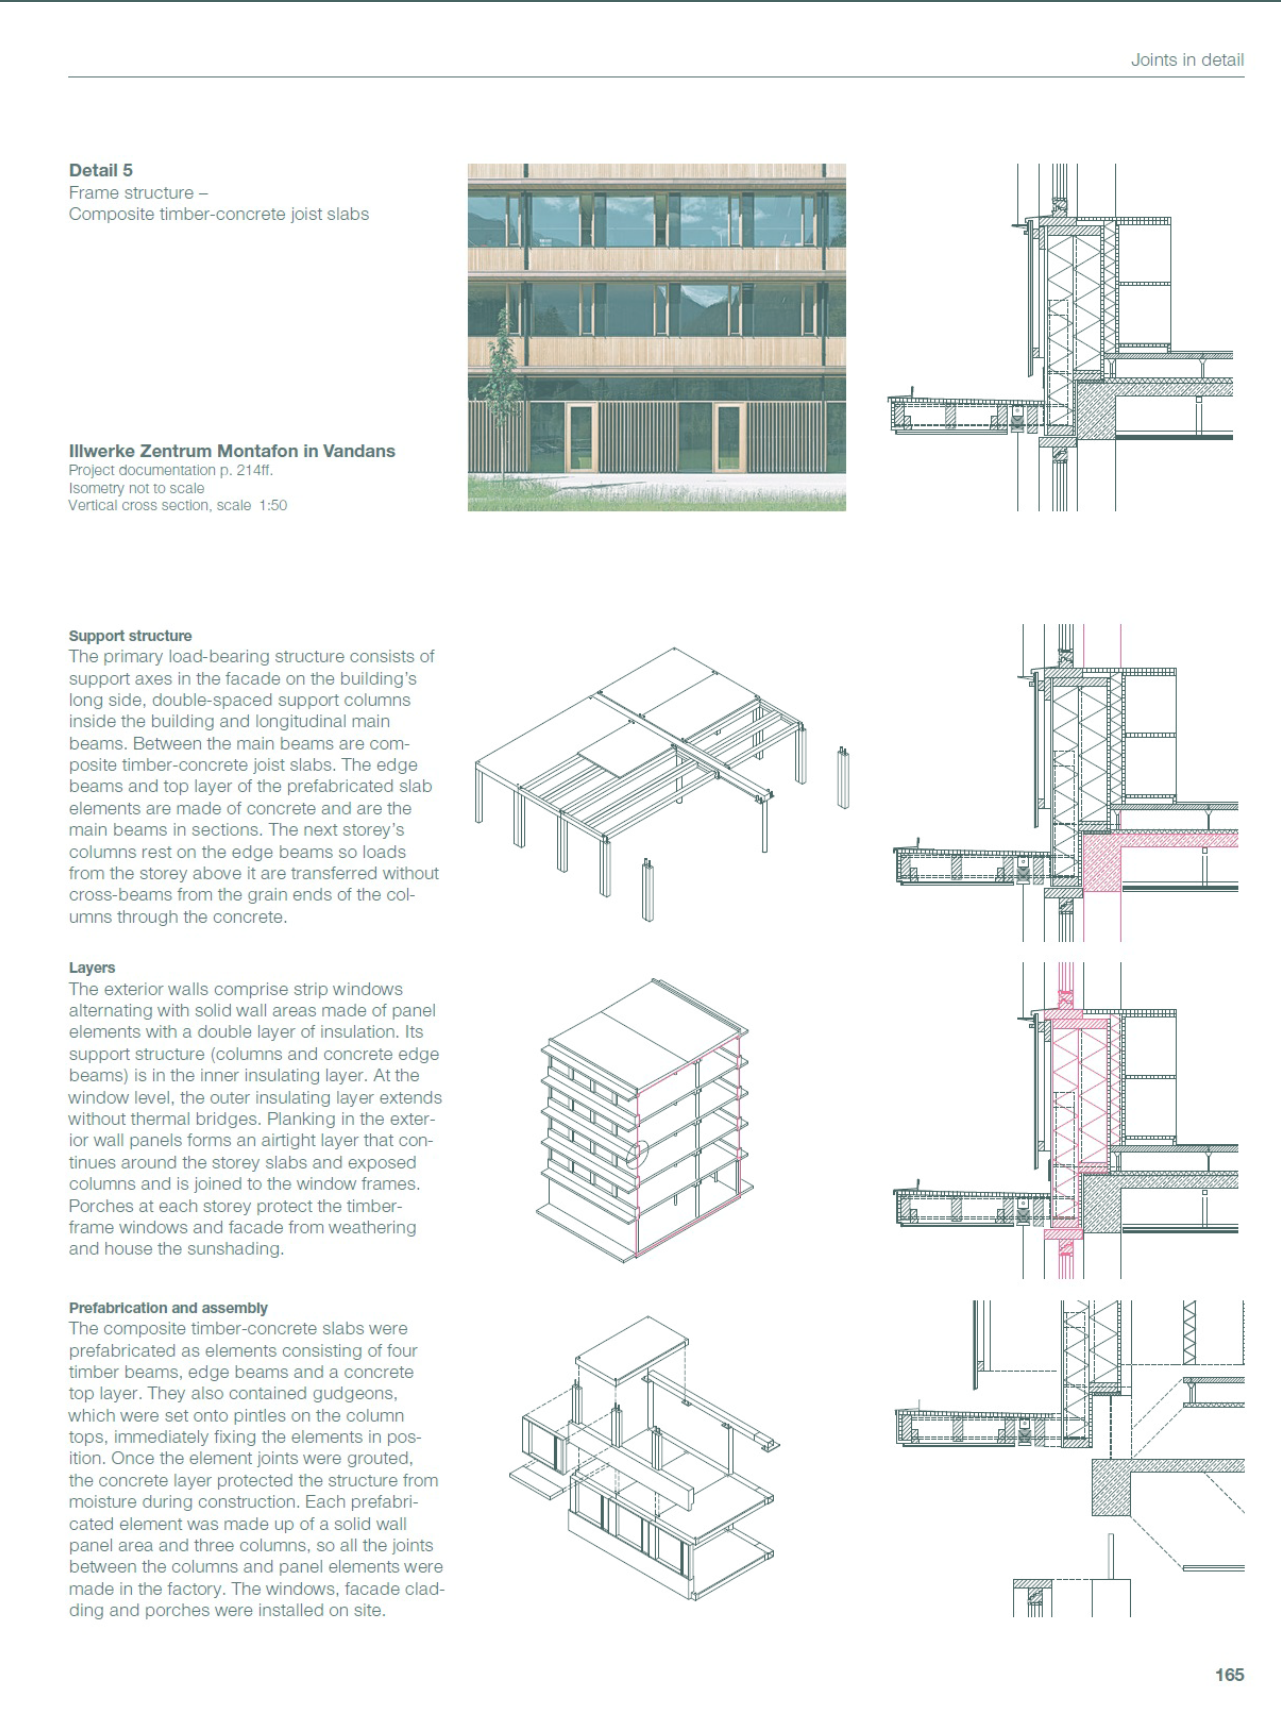 Joints in detail
Detail 5
Frame structure –
Composite timber-concrete joist slabs
Illwerke Zentrum Montafon in Vandans
Project documentation p. 214ff.
Isometry not to scale
Vertical cross section, scale 1:50
Support structure
The primary load-bearing structure consists of
support axes in the facade on the building's
long side, double-spaced support columns
inside the building and longitudinal main
beams. Between the main beams are com-
posite timber-concrete joist slabs. The edge
beams and top layer of the prefabricated slab
elements are made of concrete and are the
main beams in sections. The next storey's
columns rest on the edge beams so loads
from the storey above it are transferred without
cross-beams from the grain ends of the col-
umns through the concrete.
Layers
The exterior walls comprise strip windows
alternating with solid wall areas made of panel
elements with a double layer of insulation. Its
support structure (columns and concrete edge
beams) is in the inner insulating layer. At the
window level, the outer insulating layer extends
without thermal bridges. Planking in the exter-
ior wall panels forms an airtight layer that con-
tinues around the storey slabs and exposed
columns and is joined to the window frames.
Porches at each storey protect the timber-
frame windows and facade from weathering
and house the sunshading.
Prefabrication and assembly
The composite timber-concrete slabs were
prefabricated as elements consisting of four
timber beams, edge beams and a concrete
top layer. They also contained gudgeons,
which were set onto pintles on the column
tops, immediately fixing the elements in pos-
ition. Once the element joints were grouted,
the concrete layer protected the structure from
moisture during construction. Each prefabri-
cated element was made up of a solid wall
panel area and three columns, so all the joints
between the columns and panel elements were
made in the factory. The windows, facade clad-
ding and porches were installed on site.
165